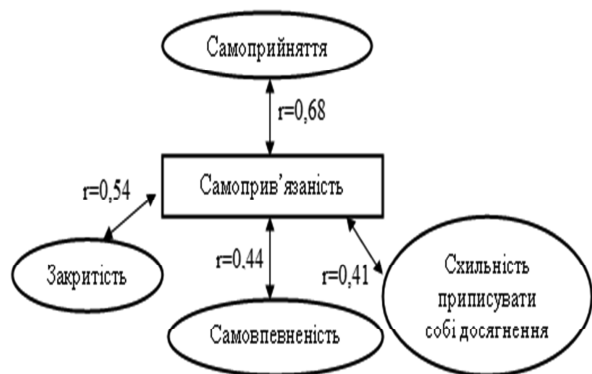 Самоприйняття
r=0,68
Самоприв’язаність
r=0,54
Закритість
r=0,44
Самовпевненість
r=0,41
Схильність
приписувати
собі досягнення